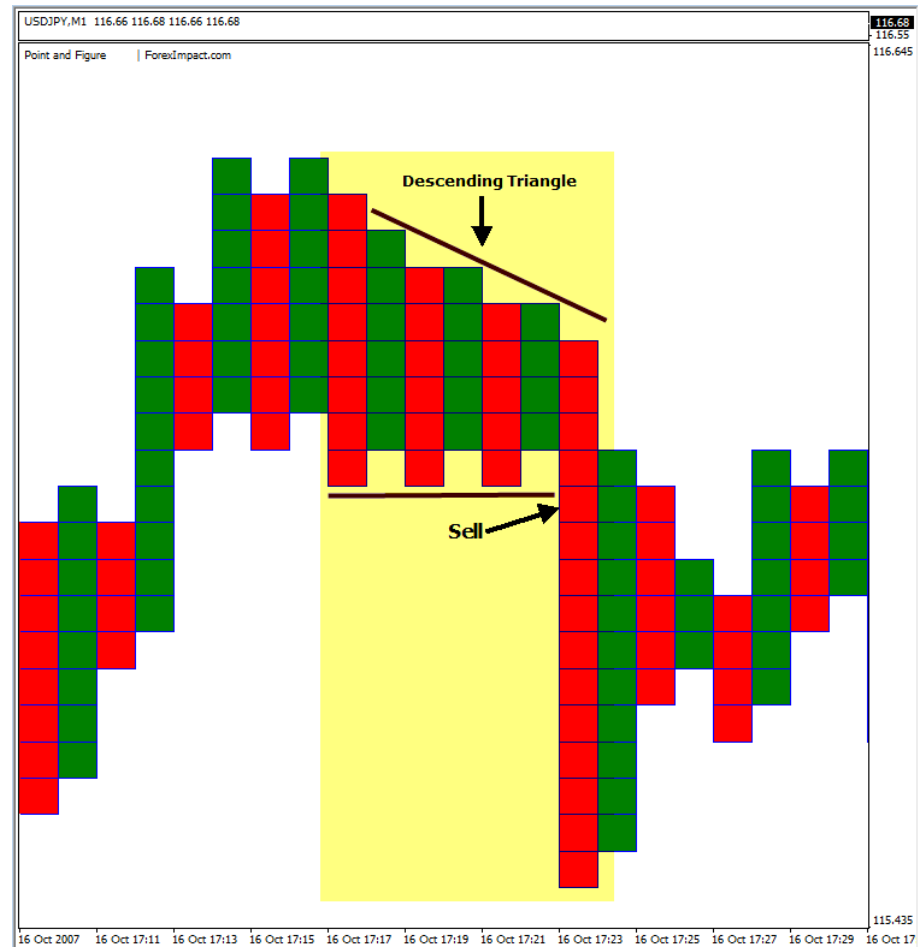 USDJPY,M1 116.66 116.68 116.66 116.68
116.68
116.55
Point and Figure | ForexImpact.com
116.645
Descending Triangle
Sell
115.435
16 Oct 2007 16 Oct 17:11 16 Oct 17:13 16 Oct 17:15 16 Oct 17:17 16 Oct 17:19 16 Oct 17:21 16 Oct 17:23 16 Oct 17:25 16 Oct 17:27 16 Oct 17:29 6 Oct 17